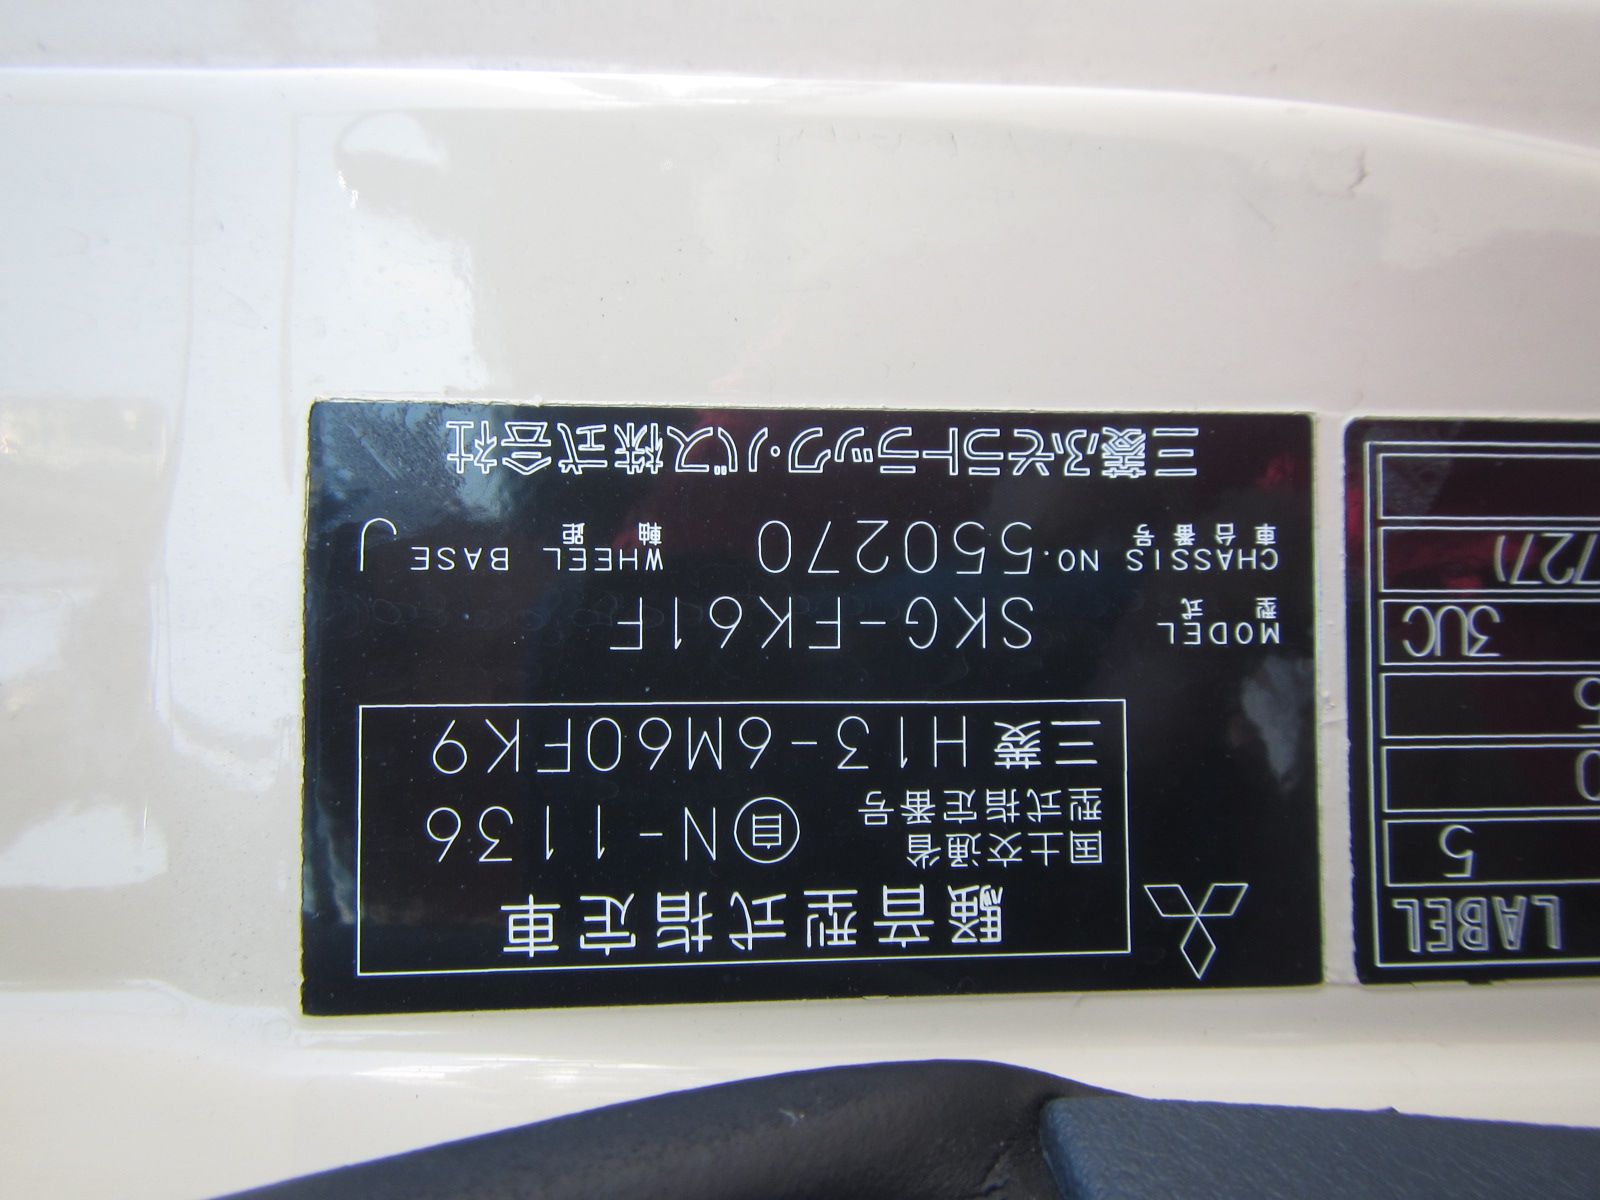 LABEL
5
3UC
騒音型式指定車
国土交通省
型式指定番号 自N-1136
三菱 H13-6M60FK9
MODEL 型式 SKG-FK61F
CHASSIS NO. 車台番号 550270 WHEEL BASE 軸距 J
三菱ふそうトラック・バス株式会社